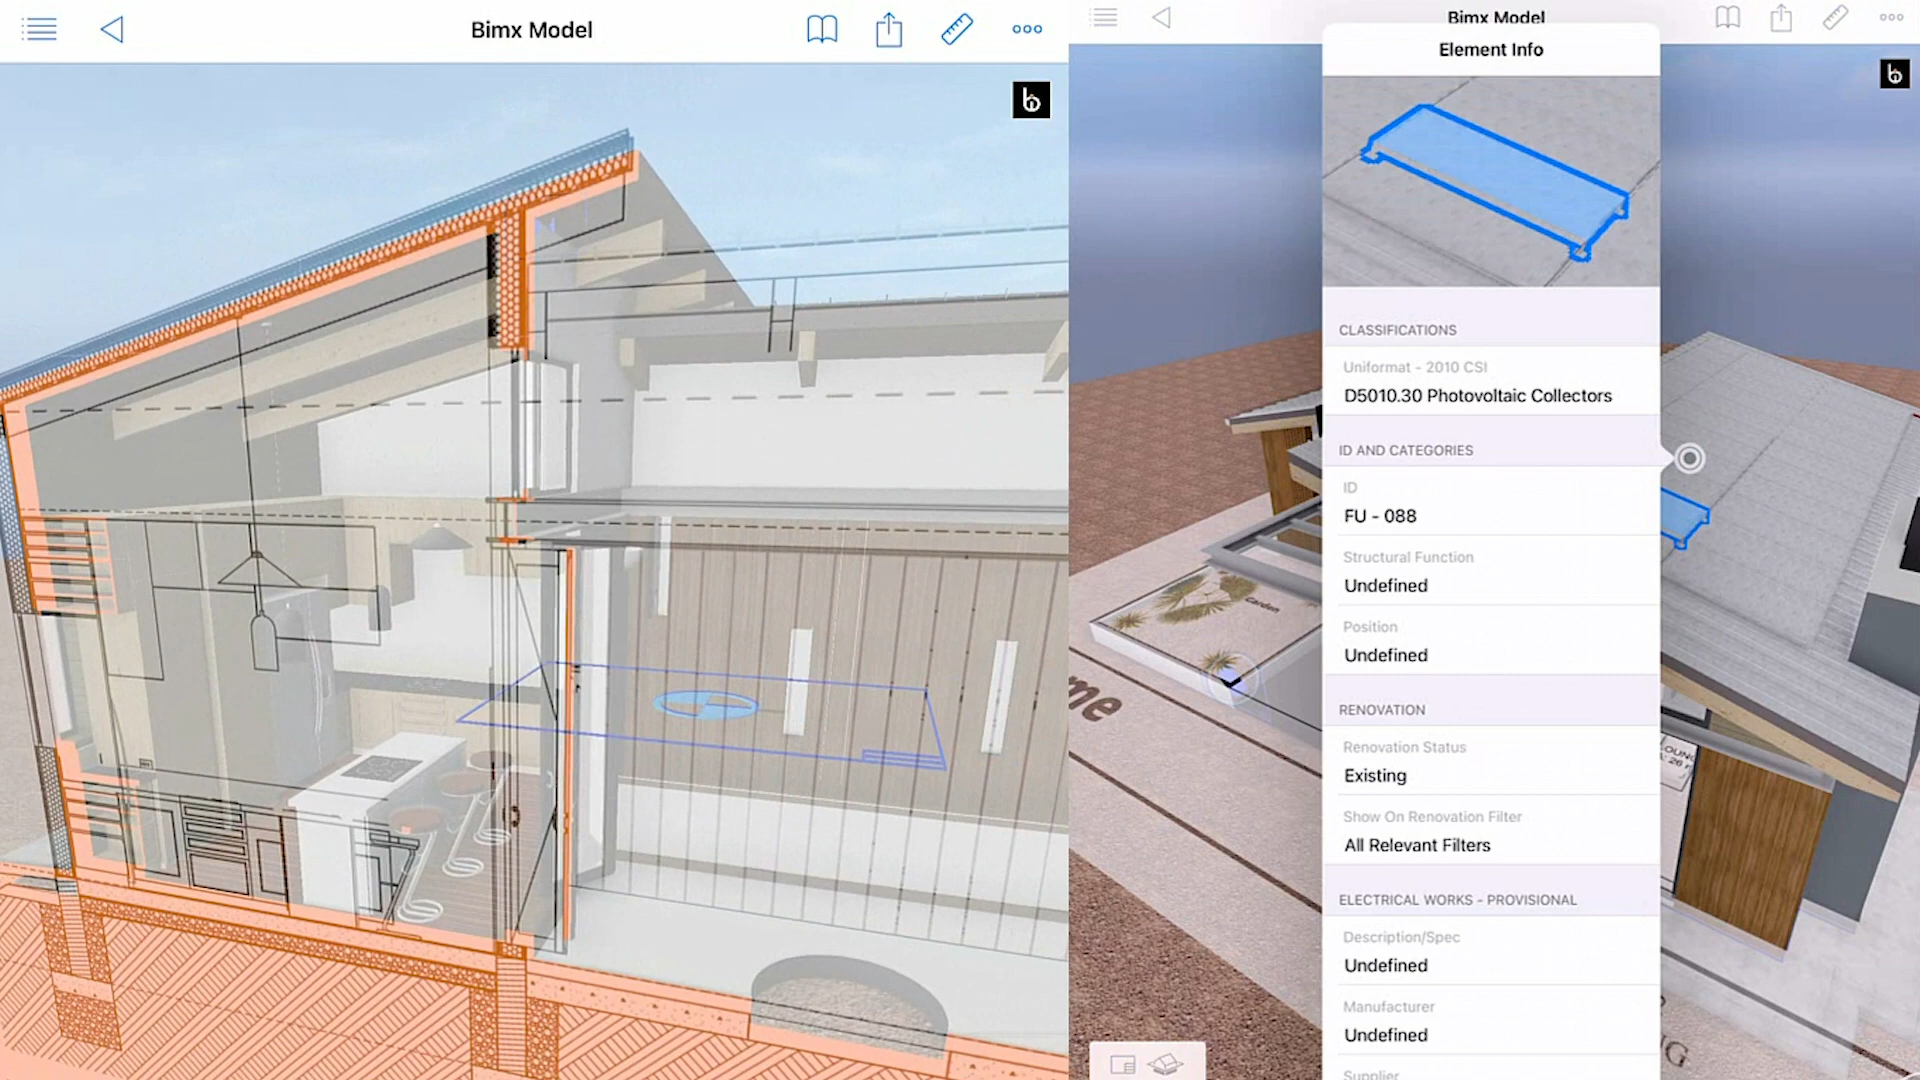 Bimx Model
Bimx Model
Element Info
CLASSIFICATIONS
Uniformat - 2010 CSI
D5010.30 Photovoltaic Collectors
ID AND CATEGORIES
ID
FU - 088
Structural Function
Undefined
Position
Undefined
RENOVATION
Renovation Status
Existing
Show On Renovation Filter
All Relevant Filters
ELECTRICAL WORKS - PROVISIONAL
Description/Spec
Undefined
Manufacturer
Undefined
Supplier
Garden
me